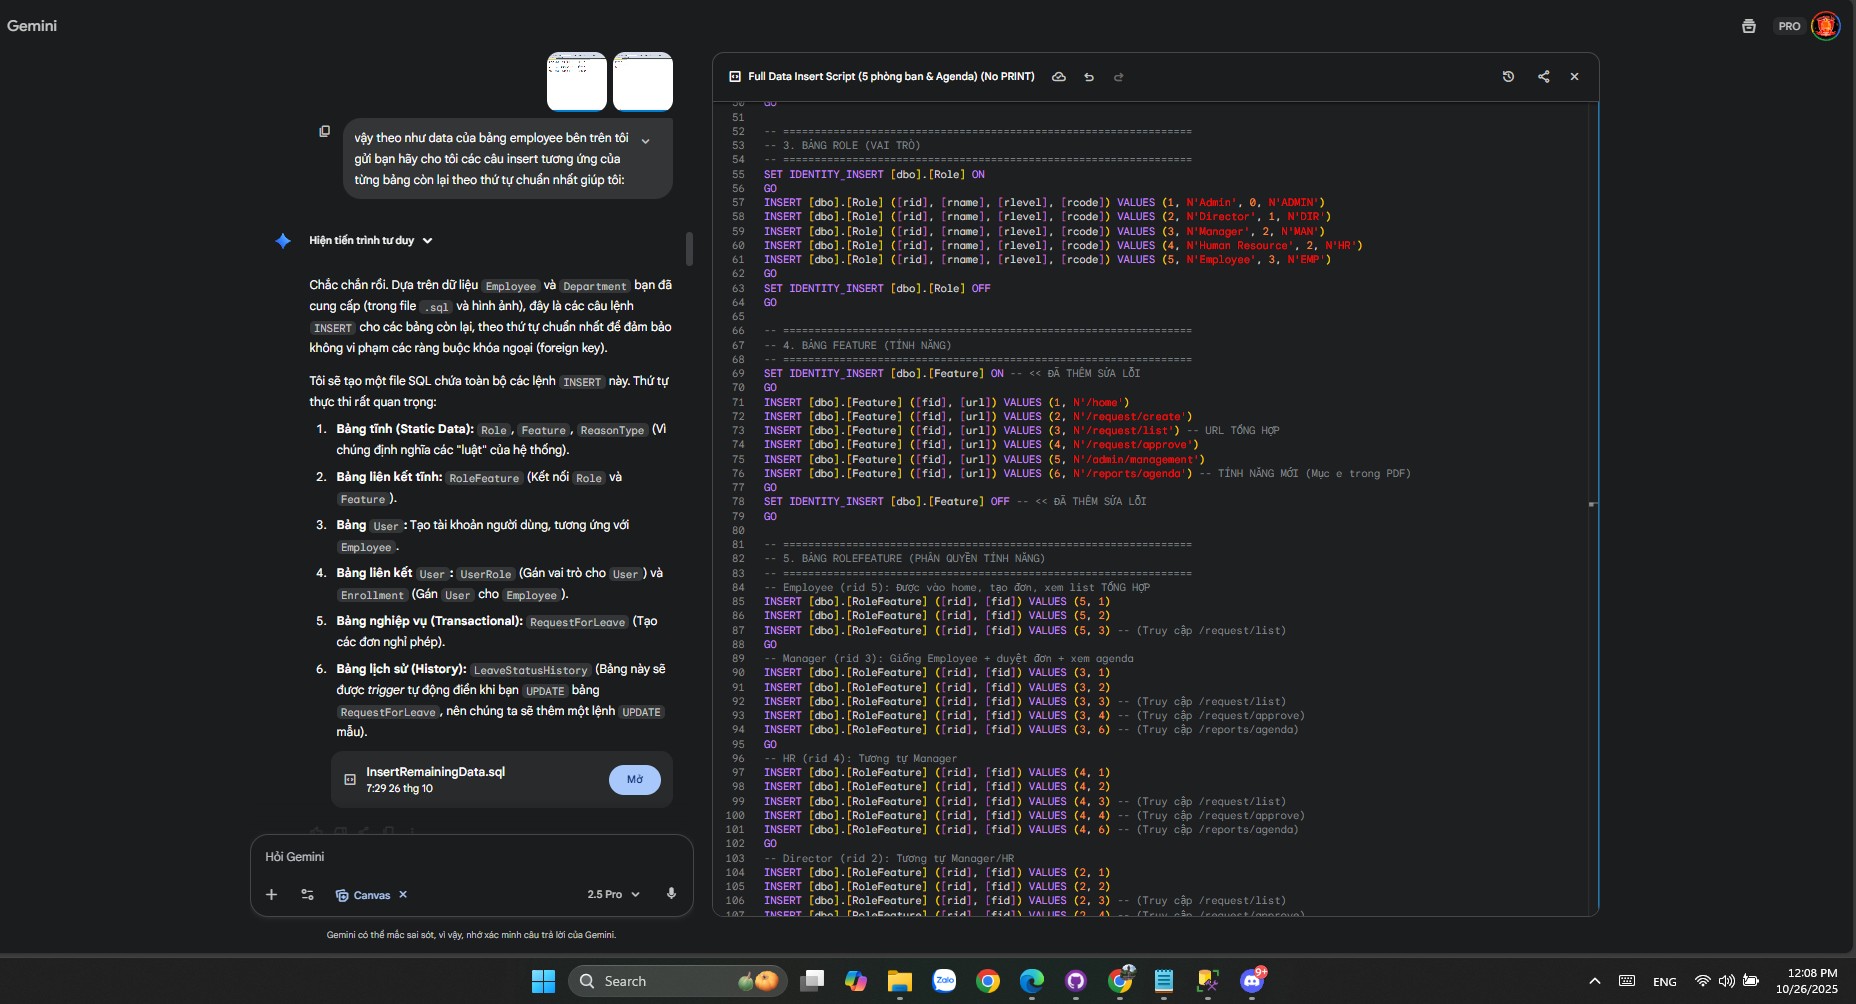 Gemini
PRO
vậy theo như data của bảng employee bên trên tôi
gửi bạn hãy cho tôi các câu insert tương ứng của
từng bảng còn lại theo thứ tự chuẩn nhất giúp tôi:
Hiện tiến trình tư duy
Chắc chắn rồi. Dựa trên dữ liệu Employee và Department bạn đã
cung cấp (trong file .sql và hình ảnh), đây là các câu lệnh
INSERT cho các bảng còn lại, theo thứ tự chuẩn nhất để đảm bảo
không vi phạm các ràng buộc khóa ngoại (foreign key).
Tôi sẽ tạo một file SQL chứa toàn bộ các lệnh INSERT này. Thứ tự
thực thi rất quan trọng:
1. Bảng tĩnh (Static Data): Role, Feature, ReasonType (Vì
chúng định nghĩa các "luật" của hệ thống).
2. Bảng liên kết tĩnh: RoleFeature (Kết nối Role và
Feature ).
3. Bảng User : Tạo tài khoản người dùng, tương ứng với
Employee .
4. Bảng liên kết User : UserRole (Gán vai trò cho User ) và
Enrollment (Gán User cho Employee ).
5. Bảng nghiệp vụ (Transactional): RequestForLeave (Tạo
các đơn nghỉ phép).
6. Bảng lịch sử (History): LeaveStatusHistory (Bảng này sẽ
được trigger tự động điền khi bạn UPDATE bảng
RequestForLeave , nên chúng ta sẽ thêm một lệnh UPDATE
mẫu).
InsertRemainingData.sql
7:29 26 thg 10
Mở
Hỏi Gemini
Canvas
2.5 Pro
Gemini có thể mắc sai sót, vì vậy, nhớ xác minh câu trả lời của Gemini.
Full Data Insert Script (5 phòng ban & Agenda) (No PRINT)
50 GO
51
52 -- =================================================================
53 -- 3. BẢNG ROLE (VAI TRÒ)
54 -- =================================================================
55 SET IDENTITY_INSERT [dbo].[Role] ON
56 GO
57 INSERT [dbo].[Role] ([rid], [rname], [rlevel], [rcode]) VALUES (1, N'Admin', 0, N'ADMIN')
58 INSERT [dbo].[Role] ([rid], [rname], [rlevel], [rcode]) VALUES (2, N'Director', 1, N'DIR')
59 INSERT [dbo].[Role] ([rid], [rname], [rlevel], [rcode]) VALUES (3, N'Manager', 2, N'MAN')
60 INSERT [dbo].[Role] ([rid], [rname], [rlevel], [rcode]) VALUES (4, N'Human Resource', 2, N'HR')
61 INSERT [dbo].[Role] ([rid], [rname], [rlevel], [rcode]) VALUES (5, N'Employee', 3, N'EMP')
62 GO
63 SET IDENTITY_INSERT [dbo].[Role] OFF
64 GO
65
66 -- =================================================================
67 -- 4. BẢNG FEATURE (TÍNH NĂNG)
68 -- =================================================================
69 SET IDENTITY_INSERT [dbo].[Feature] ON -- << ĐÃ THÊM SỬA LỖI
70 GO
71 INSERT [dbo].[Feature] ([fid], [url]) VALUES (1, N'/home')
72 INSERT [dbo].[Feature] ([fid], [url]) VALUES (2, N'/request/create')
73 INSERT [dbo].[Feature] ([fid], [url]) VALUES (3, N'/request/list') -- URL TỔNG HỢP
74 INSERT [dbo].[Feature] ([fid], [url]) VALUES (4, N'/request/approve')
75 INSERT [dbo].[Feature] ([fid], [url]) VALUES (5, N'/admin/management')
76 INSERT [dbo].[Feature] ([fid], [url]) VALUES (6, N'/reports/agenda') -- TÍNH NĂNG MỚI (Mục e trong PDF)
77 GO
78 SET IDENTITY_INSERT [dbo].[Feature] OFF -- << ĐÃ THÊM SỬA LỖI
79 GO
80
81 -- =================================================================
82 -- 5. BẢNG ROLEFEATURE (PHÂN QUYỀN TÍNH NĂNG)
83 -- =================================================================
84 -- Employee (rid 5): Được vào home, tạo đơn, xem list TỔNG HỢP
85 INSERT [dbo].[RoleFeature] ([rid], [fid]) VALUES (5, 1)
86 INSERT [dbo].[RoleFeature] ([rid], [fid]) VALUES (5, 2)
87 INSERT [dbo].[RoleFeature] ([rid], [fid]) VALUES (5, 3) -- (Truy cập /request/list)
88 GO
89 -- Manager (rid 3): Giống Employee + duyệt đơn + xem agenda
90 INSERT [dbo].[RoleFeature] ([rid], [fid]) VALUES (3, 1)
91 INSERT [dbo].[RoleFeature] ([rid], [fid]) VALUES (3, 2)
92 INSERT [dbo].[RoleFeature] ([rid], [fid]) VALUES (3, 3) -- (Truy cập /request/list)
93 INSERT [dbo].[RoleFeature] ([rid], [fid]) VALUES (3, 4) -- (Truy cập /request/approve)
94 INSERT [dbo].[RoleFeature] ([rid], [fid]) VALUES (3, 6) -- (Truy cập /reports/agenda)
95 GO
96 -- HR (rid 4): Tương tự Manager
97 INSERT [dbo].[RoleFeature] ([rid], [fid]) VALUES (4, 1)
98 INSERT [dbo].[RoleFeature] ([rid], [fid]) VALUES (4, 2)
99 INSERT [dbo].[RoleFeature] ([rid], [fid]) VALUES (4, 3) -- (Truy cập /request/list)
100 INSERT [dbo].[RoleFeature] ([rid], [fid]) VALUES (4, 4) -- (Truy cập /request/approve)
101 INSERT [dbo].[RoleFeature] ([rid], [fid]) VALUES (4, 6) -- (Truy cập /reports/agenda)
102 GO
103 -- Director (rid 2): Tương tự Manager/HR
104 INSERT [dbo].[RoleFeature] ([rid], [fid]) VALUES (2, 1)
105 INSERT [dbo].[RoleFeature] ([rid], [fid]) VALUES (2, 2)
106 INSERT [dbo].[RoleFeature] ([rid], [fid]) VALUES (2, 3) -- (Truy cập /request/list)
107 INSERT [dbo].[RoleFeature] ([rid], [fid]) VALUES (2, 4) -- (Truy cập /request/approve)
Search
Zalo
9+
ENG
12:08 PM
10/26/2025